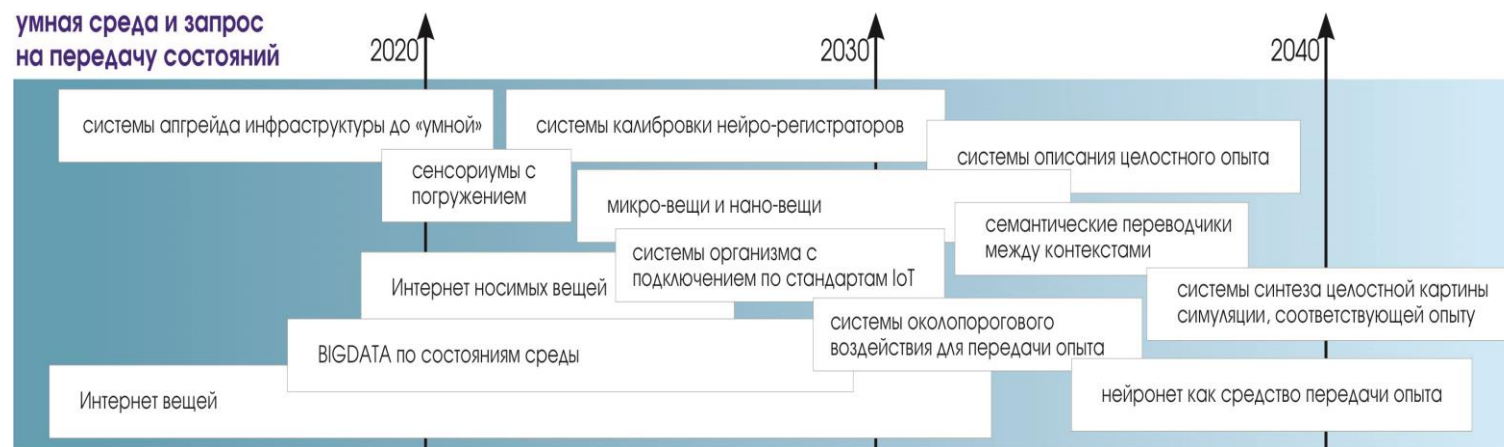 умная среда и запрос
на передачу состояний
2020
2030
2040
системы апгрейда инфраструктуры до «умной»
системы калибровки нейро-регистраторов
системы описания целостного опыта
сенсориумы с
погружением
микро-вещи и нано-вещи
семантические переводчики
между контекстами
системы организма с
подключением по стандартам IoT
Интернет носимых вещей
системы синтеза целостной картины
симуляции, соответствующей опыту
системы околопорогового
воздействия для передачи опыта
BIGDATA по состояниям среды
Интернет вещей
нейронет как средство передачи опыта